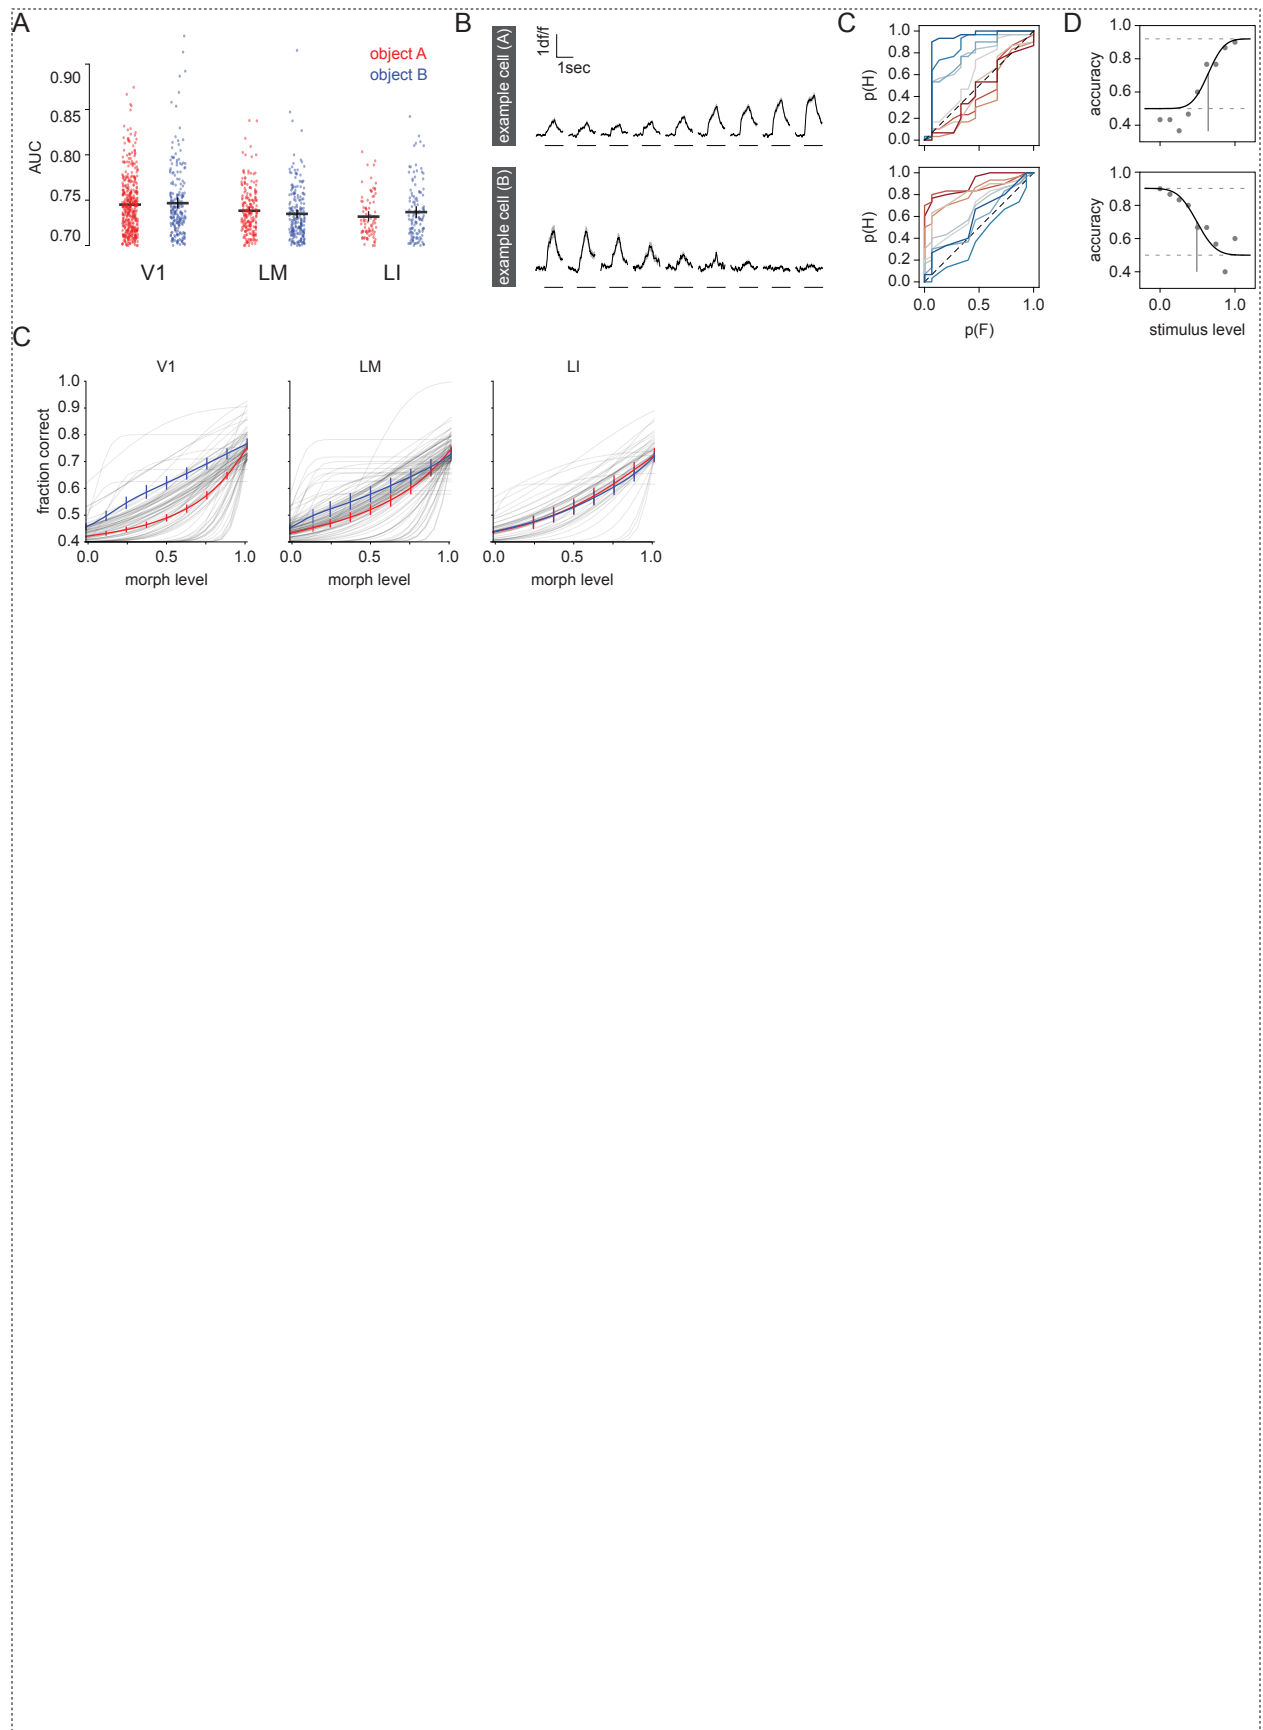 A
object A
object B
0.90
0.85
0.80
0.75
0.70
AUC
V1
LM
LI
B
example cell (A)
1df/f
1sec
example cell (B)
C
1.0
0.8
0.6
0.4
0.2
0.0
p(H)
1.0
0.8
0.6
0.4
0.2
0.0
p(H)
0.0
0.5
1.0
p(F)
D
1.0
0.8
0.6
0.4
accuracy
1.0
0.8
0.6
0.4
accuracy
0.0
1.0
stimulus level
C
V1
LM
LI
1.0
0.9
0.8
0.7
0.6
0.5
0.4
fraction correct
0.0
0.5
1.0
0.0
0.5
1.0
0.0
0.5
1.0
morph level
morph level
morph level